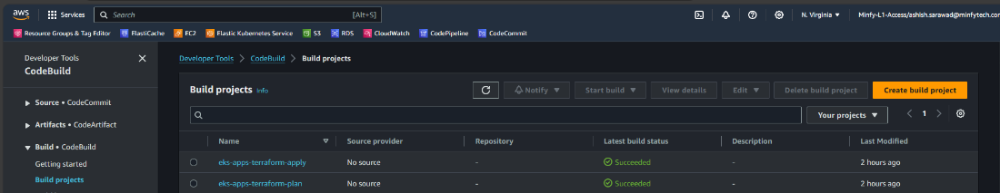 aws Services Search [Alt+S] N. Virginia Minfy-L1-Access/ashish.sarawad@minfytech.com
Resource Groups & Tag Editor ElastiCache EC2 Elastic Kubernetes Service S3 RDS CloudWatch CodePipeline CodeCommit
Developer Tools
CodeBuild
Source • CodeCommit
Artifacts • CodeArtifact
Build • CodeBuild
Getting started
Build projects
Developer Tools > CodeBuild > Build projects
Build projects Info Notify Start build View details Edit Delete build project Create build project
Your projects 1
Name Source provider Repository Latest build status Description Last Modified
eks-apps-terraform-apply No source - Succeeded - 2 hours ago
eks-apps-terraform-plan No source - Succeeded - 2 hours ago